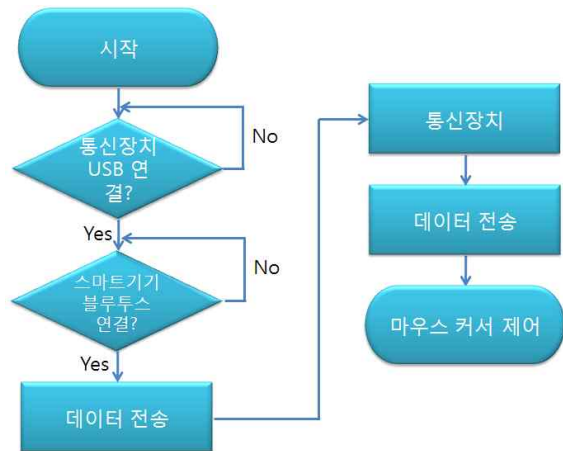 시작
No
통신장치
USB 연
결?
Yes
No
스마트기기
블루투스
연결?
Yes
데이터 전송
통신장치
데이터 전송
마우스 커서 제어